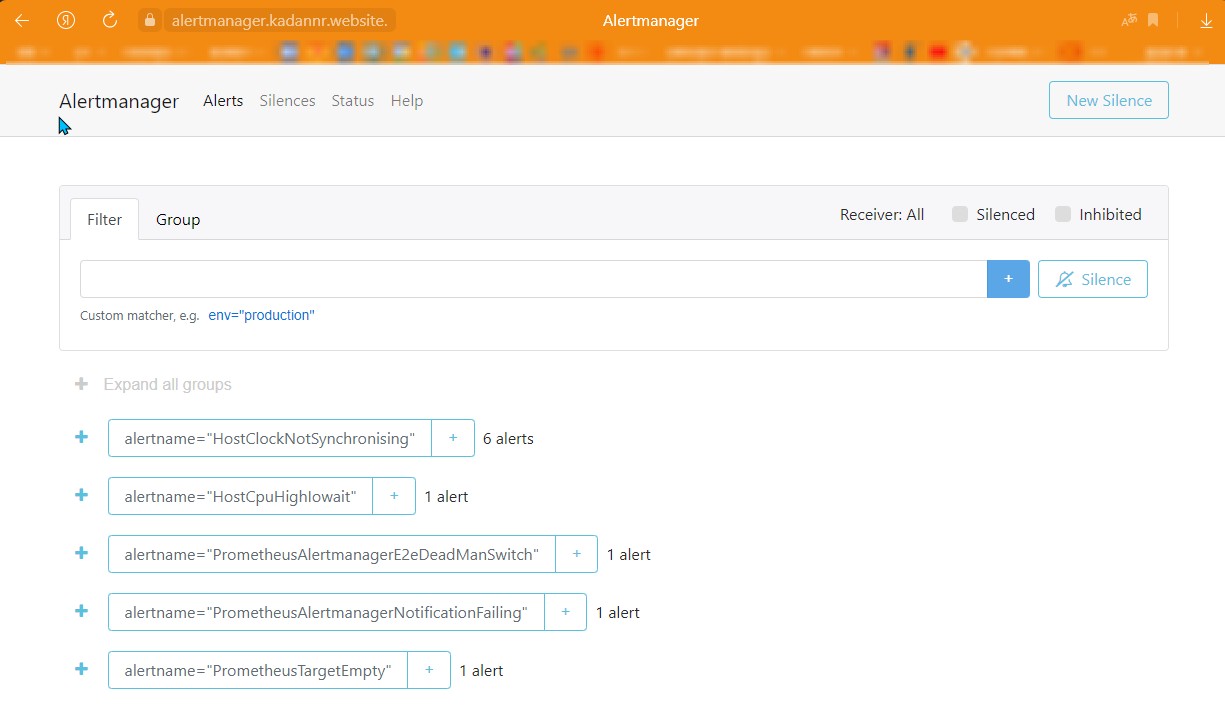 alertmanager.kadannr.website.
Alertmanager
Alertmanager Alerts Silences Status Help New Silence
Filter Group Receiver: All Silenced Inhibited
+ Silence
Custom matcher, e.g. env="production"
+ Expand all groups
+ alertname="HostClockNotSynchronising" + 6 alerts
+ alertname="HostCpuHighIowait" + 1 alert
+ alertname="PrometheusAlertmanagerE2eDeadManSwitch" + 1 alert
+ alertname="PrometheusAlertmanagerNotificationFailing" + 1 alert
+ alertname="PrometheusTargetEmpty" + 1 alert